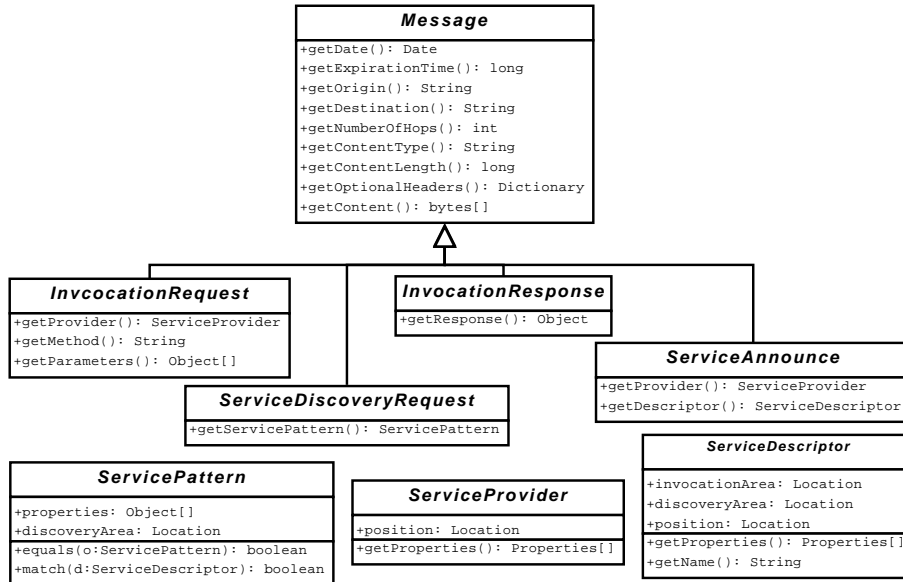 Message
+getDate(): Date
+getExpirationTime(): long
+getOrigin(): String
+getDestination(): String
+getNumberOfHops(): int
+getContentType(): String
+getContentLength(): long
+getOptionalHeaders(): Dictionary
+getContent(): bytes[]
InvcocationRequest
+getProvider(): ServiceProvider
+getMethod(): String
+getParameters(): Object[]
InvocationResponse
+getResponse(): Object
ServiceAnnounce
+getProvider(): ServiceProvider
+getDescriptor(): ServiceDescriptor
ServiceDiscoveryRequest
+getServicePattern(): ServicePattern
ServicePattern
+properties: Object[]
+discoveryArea: Location
+equals(o:ServicePattern): boolean
+match(d:ServiceDescriptor): boolean
ServiceProvider
+position: Location
+getProperties(): Properties[]
ServiceDescriptor
+invocationArea: Location
+discoveryArea: Location
+position: Location
+getProperties(): Properties[]
+getName(): String